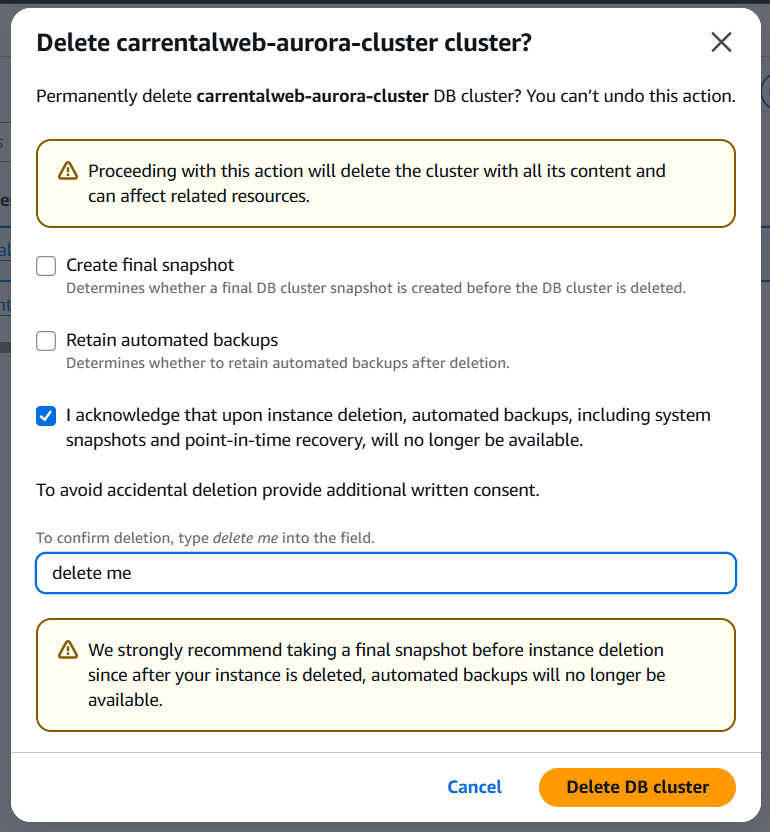 Delete carrentalweb-aurora-cluster cluster?
Permanently delete carrentalweb-aurora-cluster DB cluster? You can’t undo this action.
Proceeding with this action will delete the cluster with all its content and
can affect related resources.
Create final snapshot
Determines whether a final DB cluster snapshot is created before the DB cluster is deleted.
Retain automated backups
Determines whether to retain automated backups after deletion.
I acknowledge that upon instance deletion, automated backups, including system
snapshots and point-in-time recovery, will no longer be available.
To avoid accidental deletion provide additional written consent.
To confirm deletion, type delete me into the field.
delete me
We strongly recommend taking a final snapshot before instance deletion
since after your instance is deleted, automated backups will no longer be
available.
Cancel
Delete DB cluster